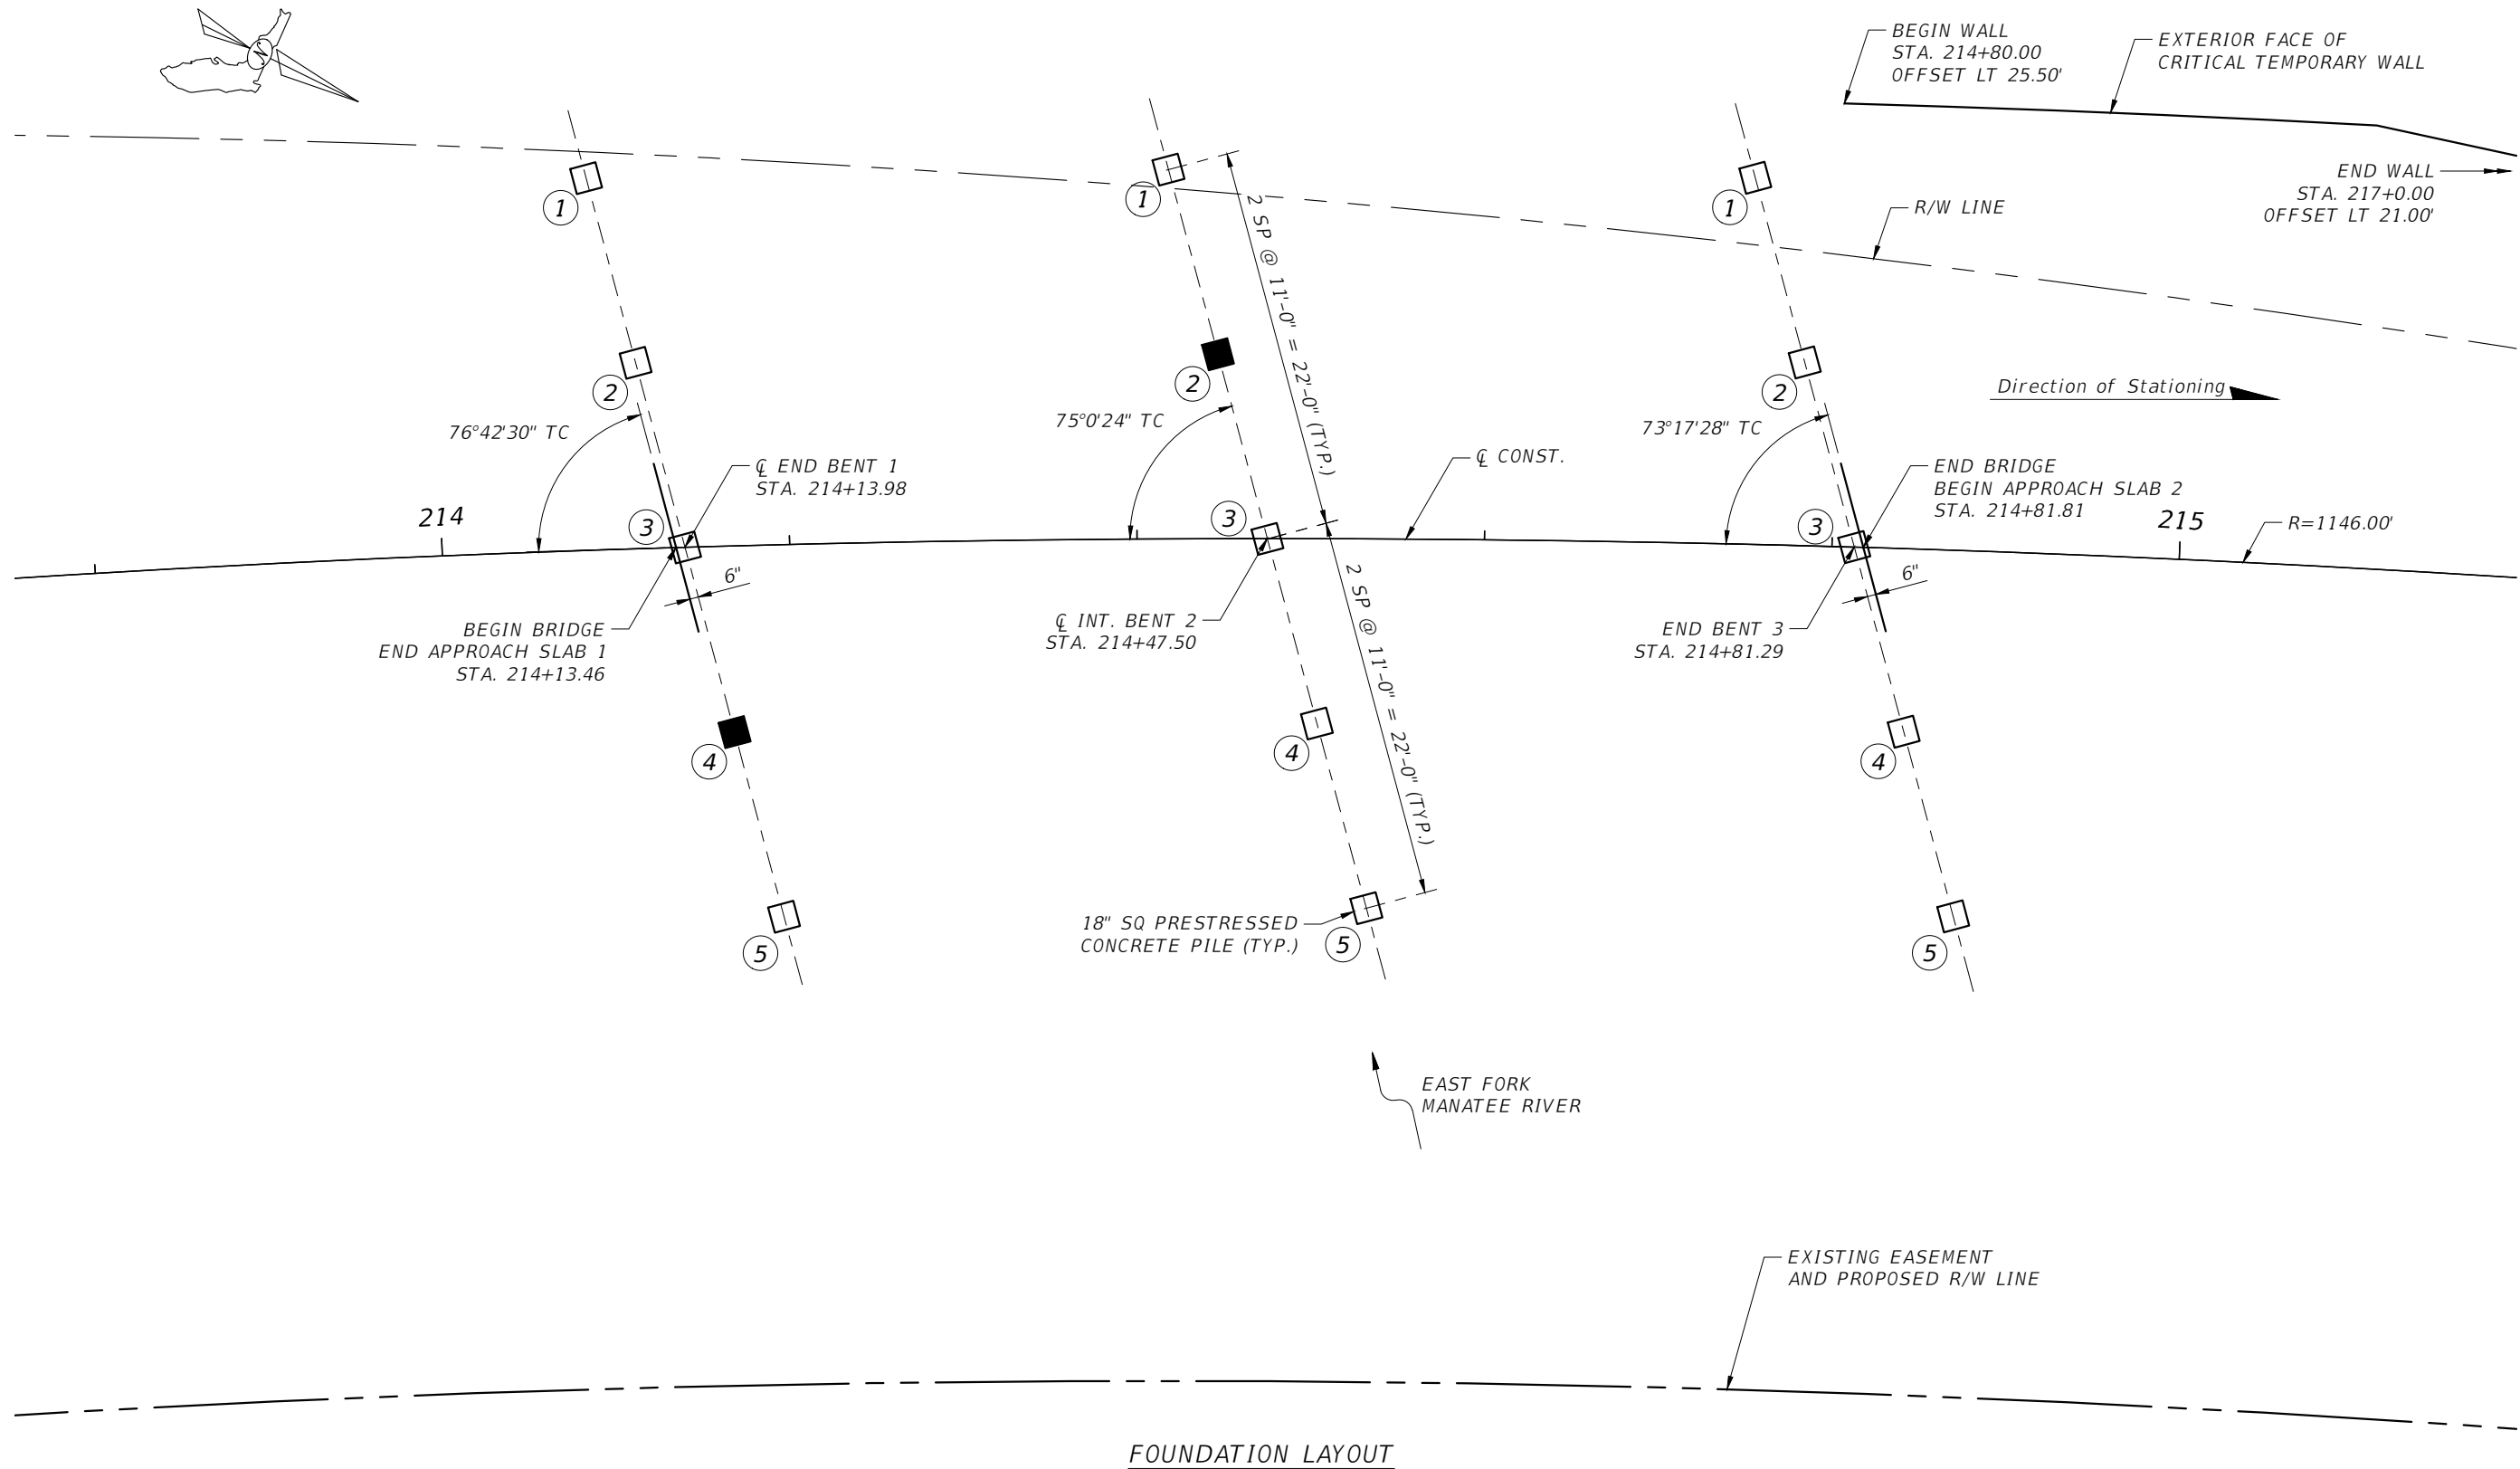 N
BEGIN WALL
STA. 214+80.00
OFFSET LT 25.50'
EXTERIOR FACE OF
CRITICAL TEMPORARY WALL
END WALL
STA. 217+0.00
OFFSET LT 21.00'
R/W LINE
1
1
1
2 SP @ 11'-0" = 22'-0" (TYP.)
2
2
2
Direction of Stationing
76°42'30" TC
75°0'24" TC
73°17'28" TC
℄ END BENT 1
STA. 214+13.98
℄ CONST.
END BRIDGE
BEGIN APPROACH SLAB 2
STA. 214+81.81
214
215
R=1146.00'
3
3
3
6"
6"
BEGIN BRIDGE
END APPROACH SLAB 1
STA. 214+13.46
℄ INT. BENT 2
STA. 214+47.50
END BENT 3
STA. 214+81.29
2 SP @ 11'-0" = 22'-0" (TYP.)
4
4
4
18" SQ PRESTRESSED
CONCRETE PILE (TYP.)
5
5
5
EAST FORK
MANATEE RIVER
EXISTING EASEMENT
AND PROPOSED R/W LINE
FOUNDATION LAYOUT